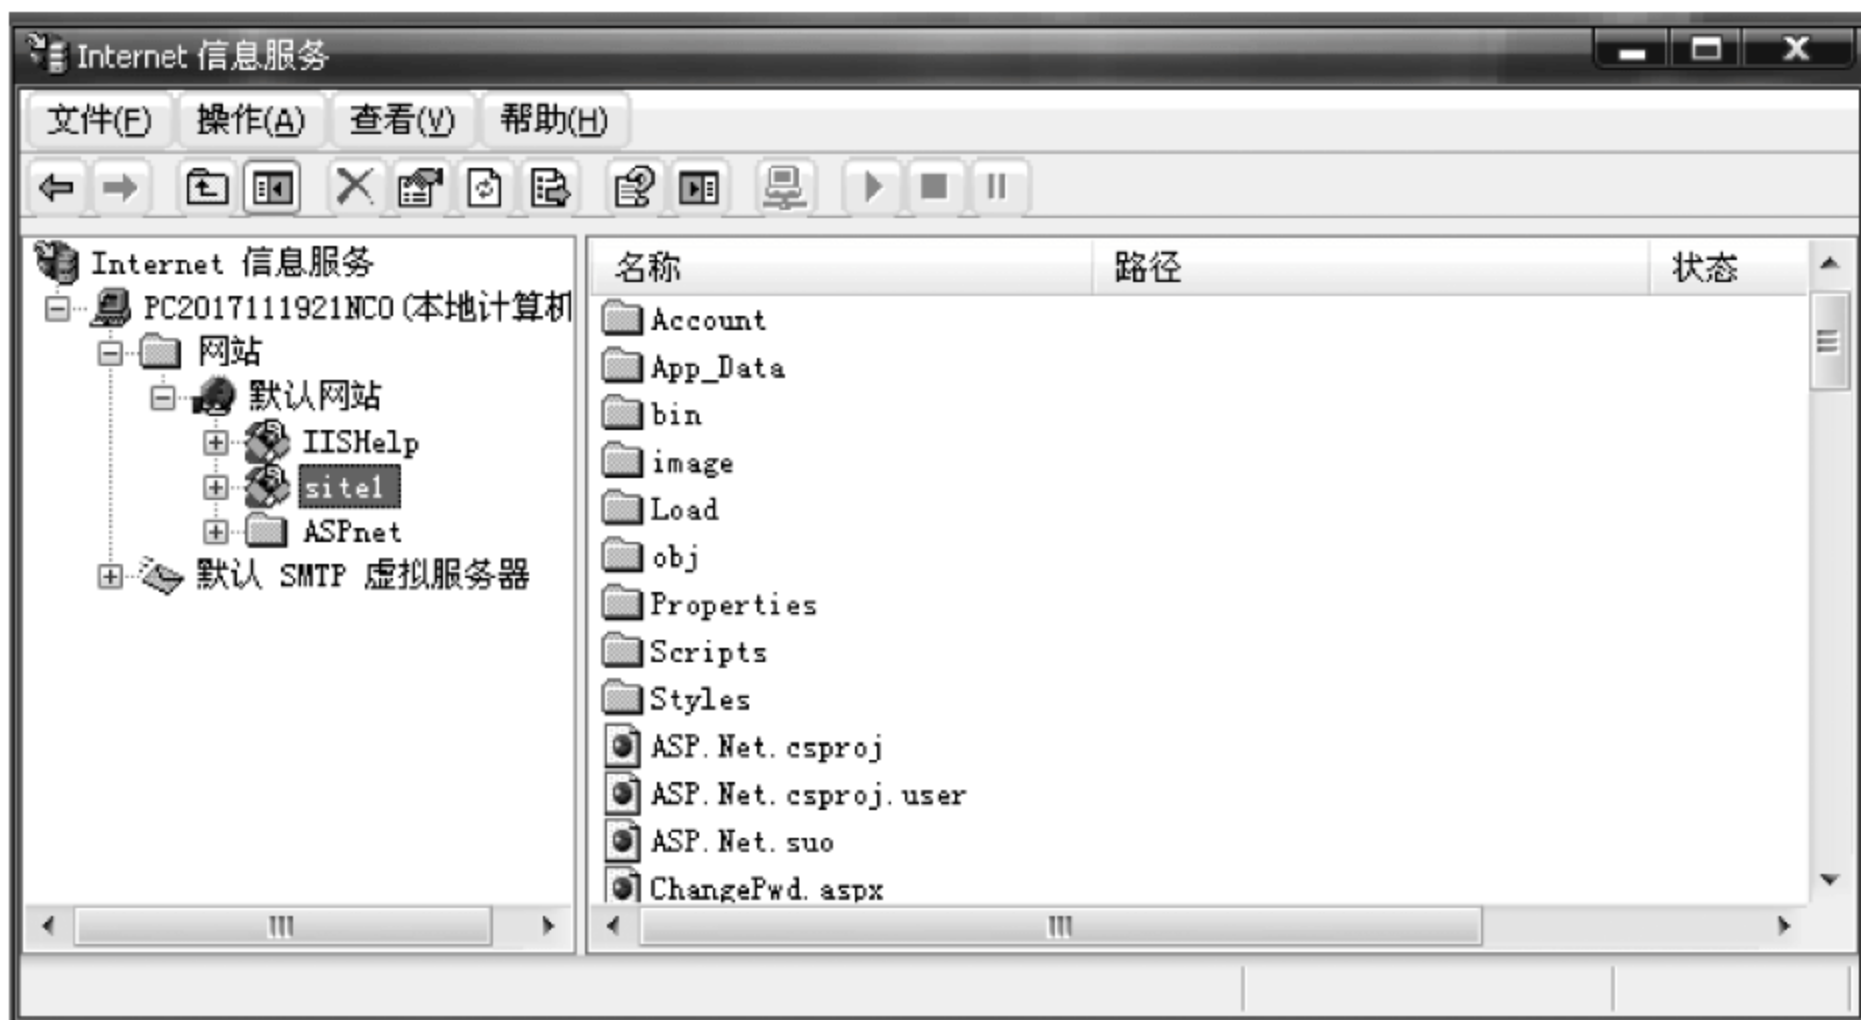 Internet 信息服务
文件(F) 操作(A) 查看(V) 帮助(H)
Internet 信息服务
PC2017111921NCO(本地计算机
网站
默认网站
IISHelp
site1
ASPnet
默认 SMTP 虚拟服务器
名称 路径 状态
Account
App_Data
bin
image
Load
obj
Properties
Scripts
Styles
ASP.Net.csproj
ASP.Net.csproj.user
ASP.Net.suo
ChangePwd.aspx